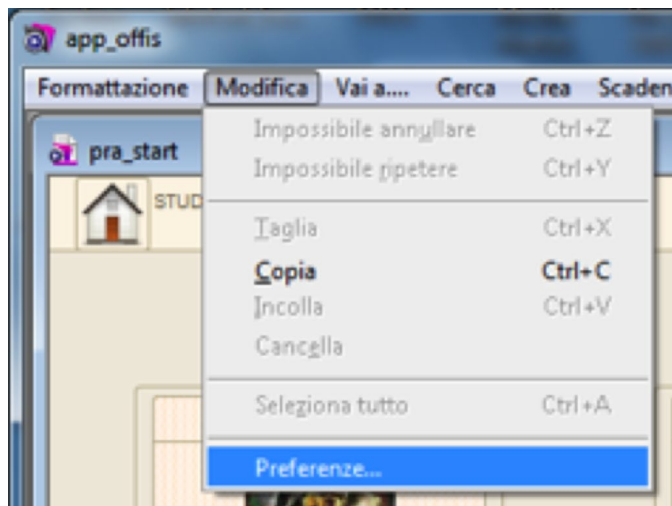 app_offis
Formattazione Modifica Vai a.... Cerca Crea Scaden
pra_start
STUD
Impossibile annullare Ctrl+Z
Impossibile ripetere Ctrl+Y
Taglia Ctrl+X
Copia Ctrl+C
Incolla Ctrl+V
Cancella
Seleziona tutto Ctrl+A
Preferenze...